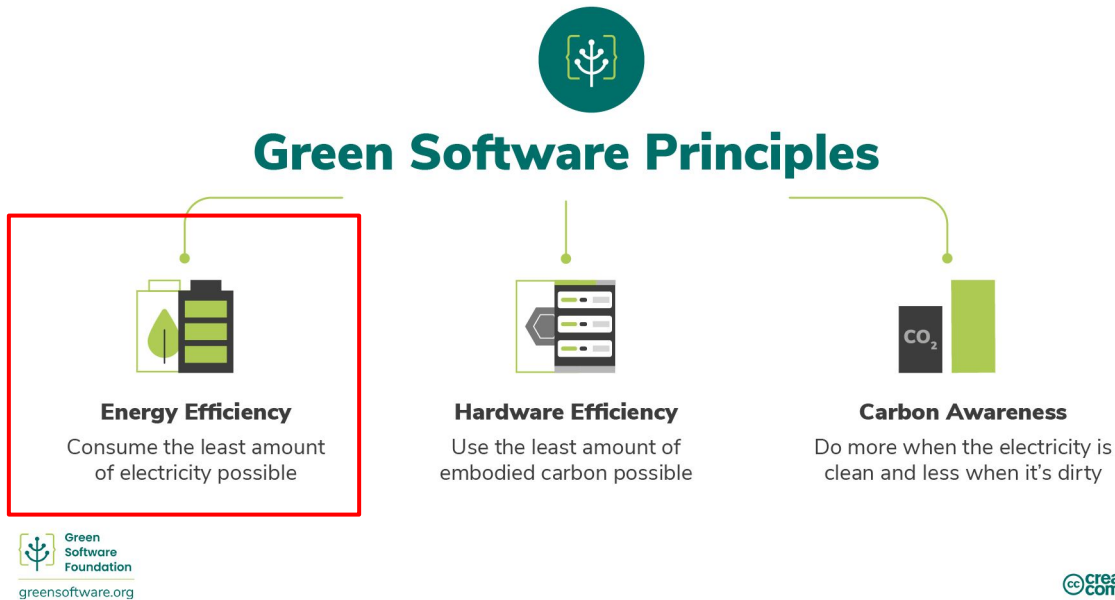 Green Software Principles
Energy Efficiency
Consume the least amount
of electricity possible
Hardware Efficiency
Use the least amount of
embodied carbon possible
CO2
Carbon Awareness
Do more when the electricity is
clean and less when it's dirty
Green
Software
Foundation
greensoftware.org
cc